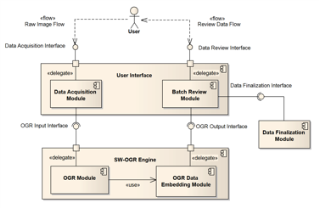 «flow»
Raw Image Flow
«flow»
Review Data Flow
User
Data Acquisition Interface
Data Review Interface
«delegate»
«delegate»
User Interface
Data Acquisition
Module
Batch Review
Module
Data Finalization Interface
OGR Input Interface
OGR Output Interface
Data Finalization
Module
«delegate»
«delegate»
SW-OGR Engine
OGR Module
«use»
OGR Data
Embedding Module